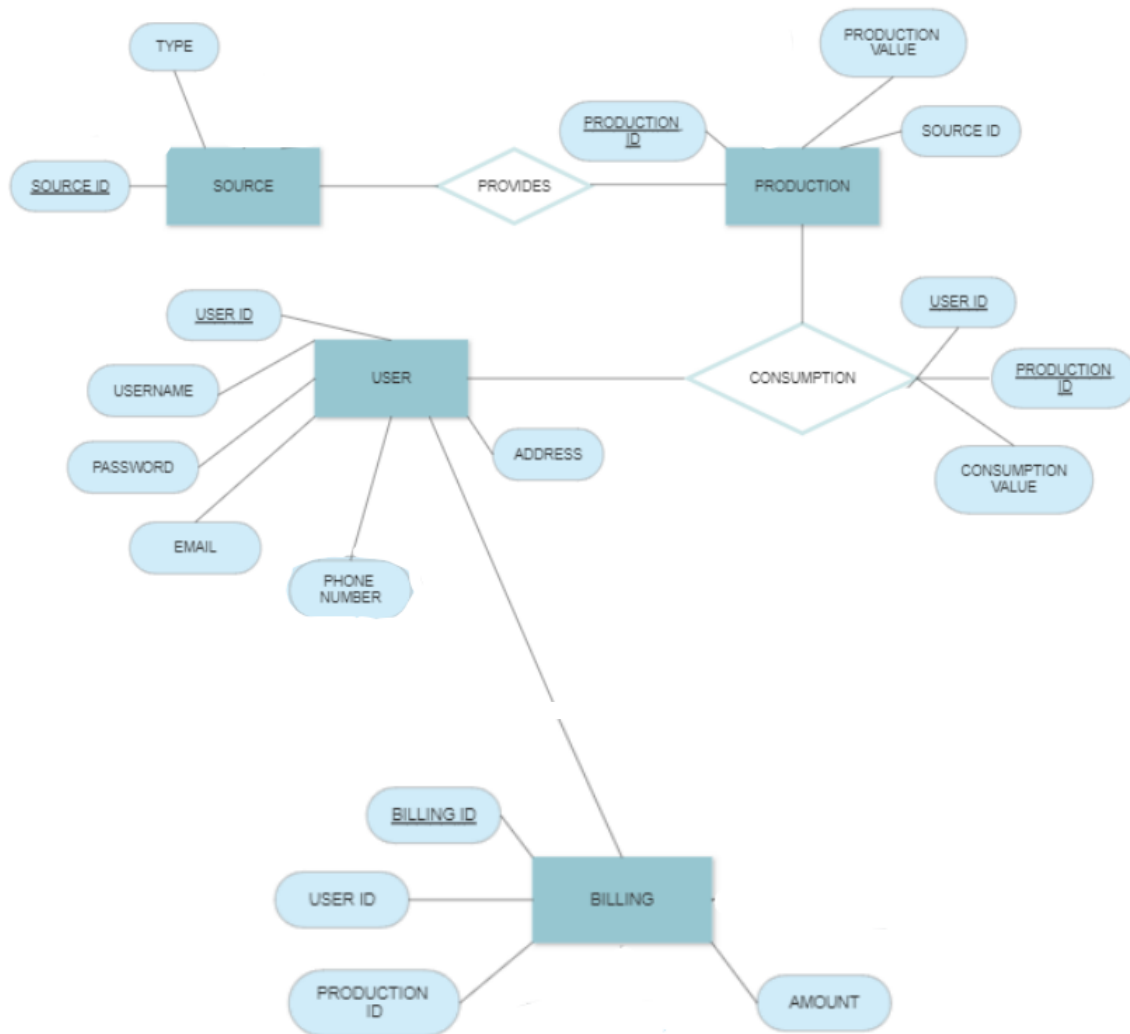 TYPE
PRODUCTION
VALUE
PRODUCTION
ID
SOURCE ID
SOURCE ID
SOURCE
PROVIDES
PRODUCTION
USER ID
USER ID
USERNAME
USER
CONSUMPTION
PRODUCTION
ID
PASSWORD
ADDRESS
CONSUMPTION
VALUE
EMAIL
PHONE
NUMBER
BILLING ID
USER ID
BILLING
PRODUCTION
ID
AMOUNT